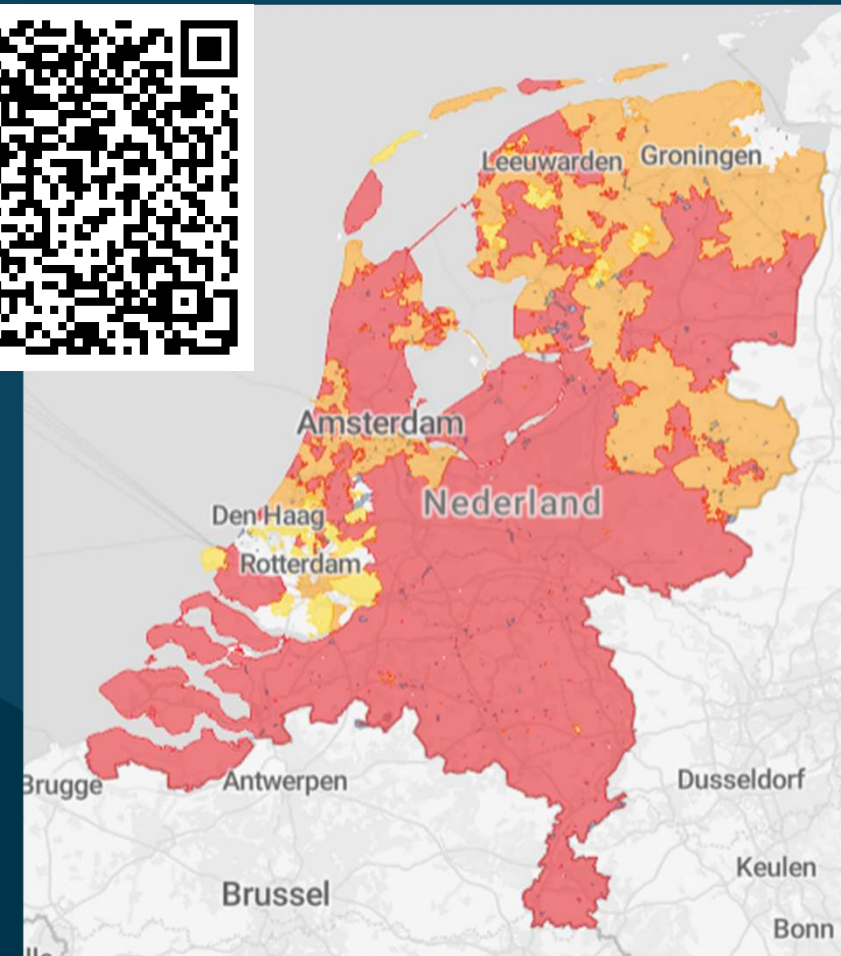 Leeuwarden
Groningen
Amsterdam
Nederland
Den Haag
Rotterdam
Brugge
Antwerpen
Dusseldorf
Keulen
Brussel
Bonn